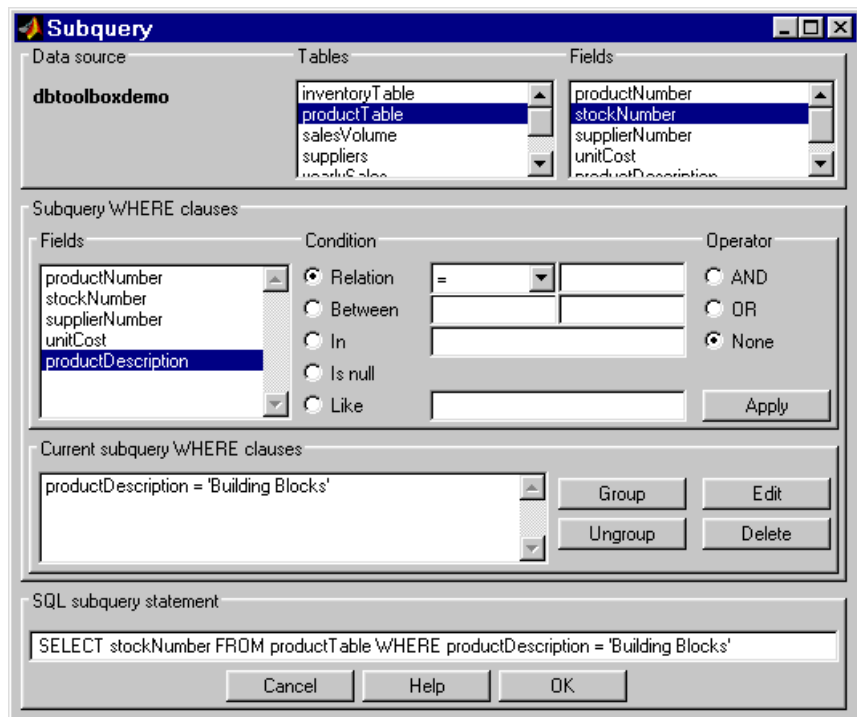 Subquery
Data source
Tables
Fields
dbtoolboxdemo
inventoryTable
productTable
salesVolume
suppliers
yearlySales
productNumber
stockNumber
supplierNumber
unitCost
productDescription
Subquery WHERE clauses
Fields
Condition
Operator
productNumber
stockNumber
supplierNumber
unitCost
productDescription
Relation
=
Between
In
Is null
Like
AND
OR
None
Apply
Current subquery WHERE clauses
productDescription = 'Building Blocks'
Group
Edit
Ungroup
Delete
SQL subquery statement
SELECT stockNumber FROM productTable WHERE productDescription = 'Building Blocks'
Cancel
Help
OK